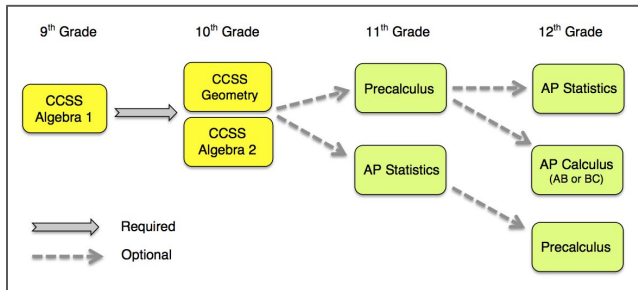 9th Grade
10th Grade
11th Grade
12th Grade
CCSS
Algebra 1
CCSS
Geometry
CCSS
Algebra 2
Precalculus
AP Statistics
AP Statistics
AP Calculus
(AB or BC)
Precalculus
Required
Optional